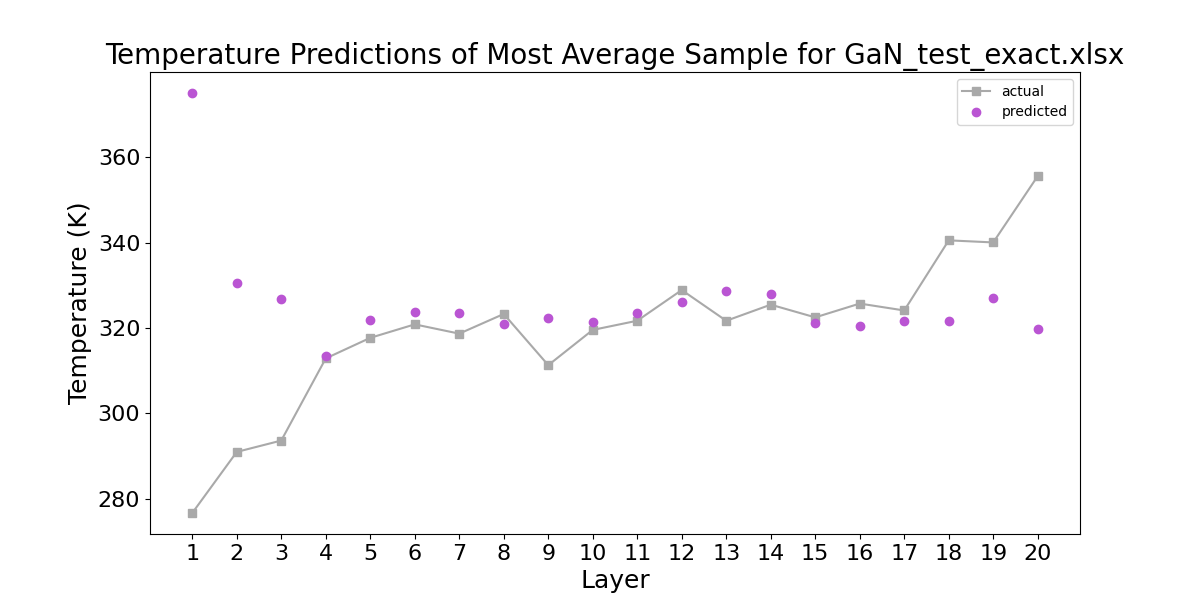 Temperature Predictions of Most Average Sample for GaN_test_exact.xlsx
actual
predicted
Temperature (K)
360
340
320
300
280
1 2 3 4 5 6 7 8 9 10 11 12 13 14 15 16 17 18 19 20
Layer